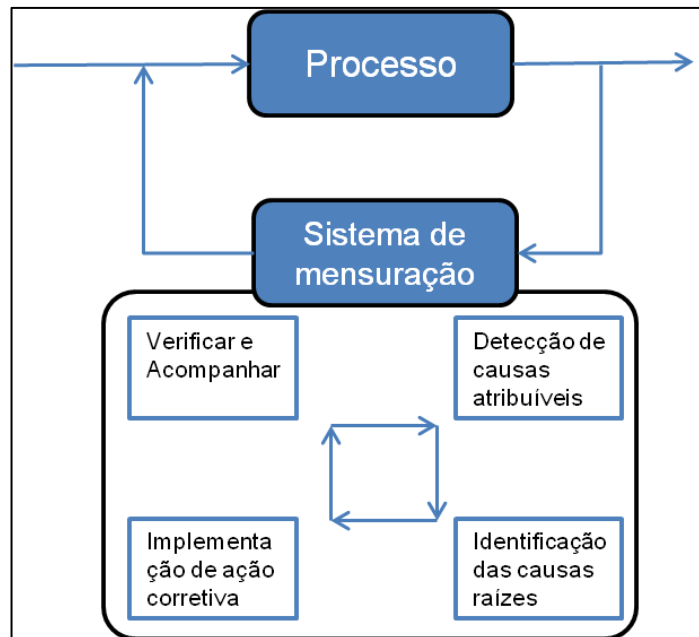 Processo
Sistema de
mensuração
Verificar e
Acompanhar
Detecção de
causas
atribuíveis
Implementa
ção de ação
corretiva
Identificação
das causas
raízes